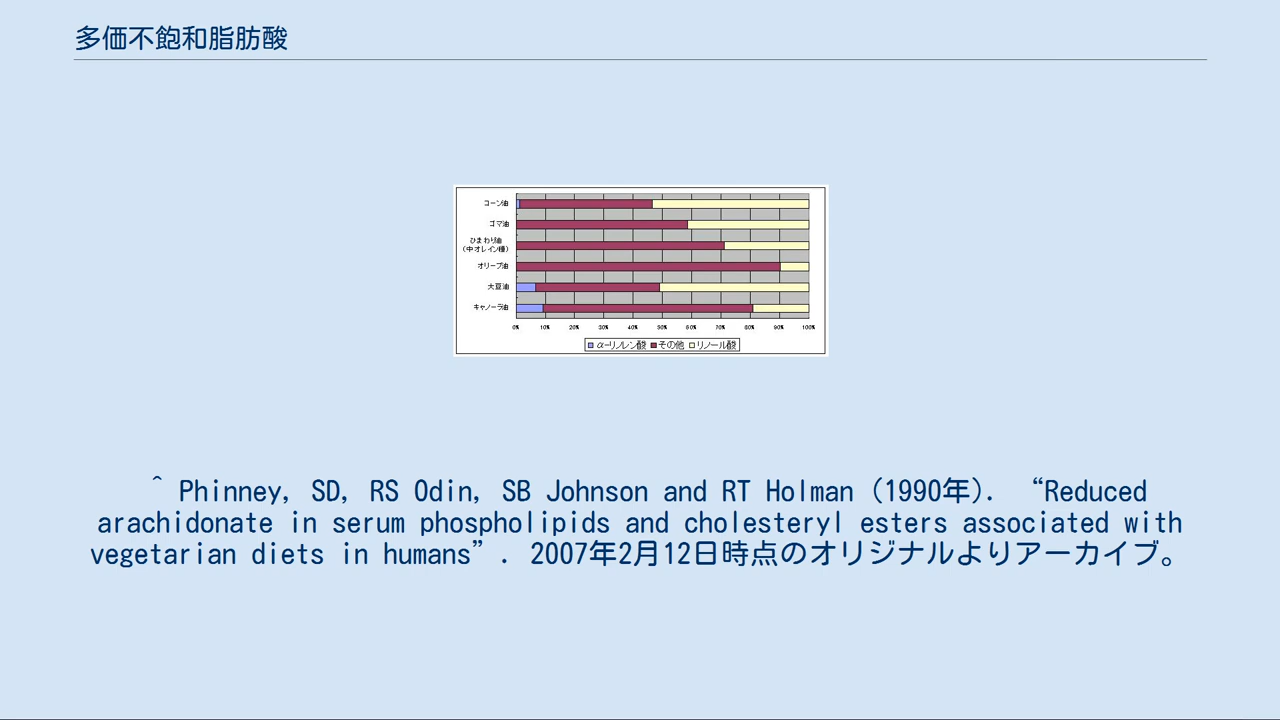 多価不飽和脂肪酸
コーン油
ゴマ油
ひまわり油
(中オレイン種)
オリーブ油
大豆油
キャノーラ油
0% 10% 20% 30% 40% 50% 60% 70% 80% 90% 100%
α-リノレン酸 その他 リノール酸
^ Phinney, SD, RS Odin, SB Johnson and RT Holman (1990年). “Reduced
arachidonate in serum phospholipids and cholesteryl esters associated with
vegetarian diets in humans”. 2007年2月12日時点のオリジナルよりアーカイブ。